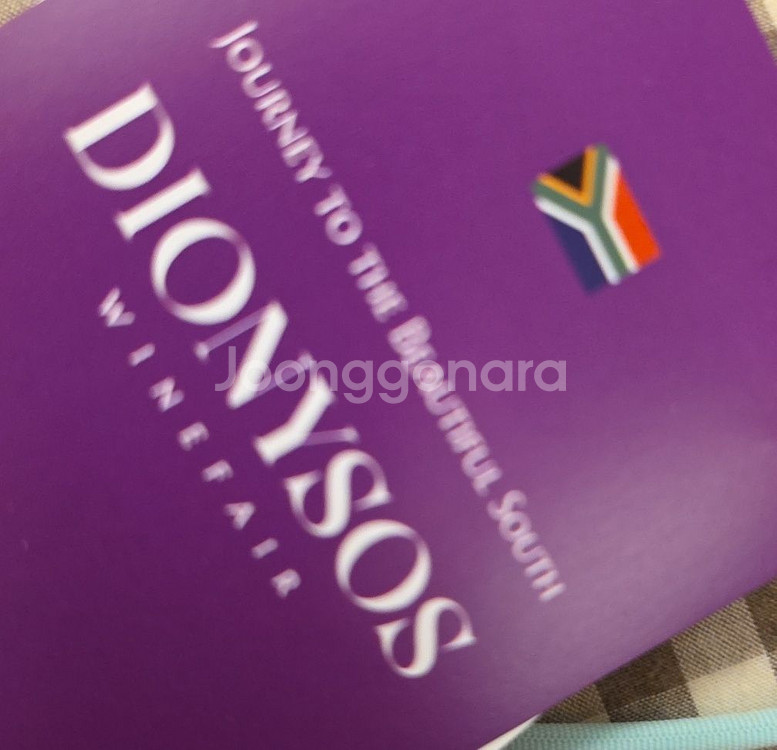 JOURNEY TO THE BEAUTIFUL SOUTH
DIONYSOS
WINEFAIR
Joonggonara